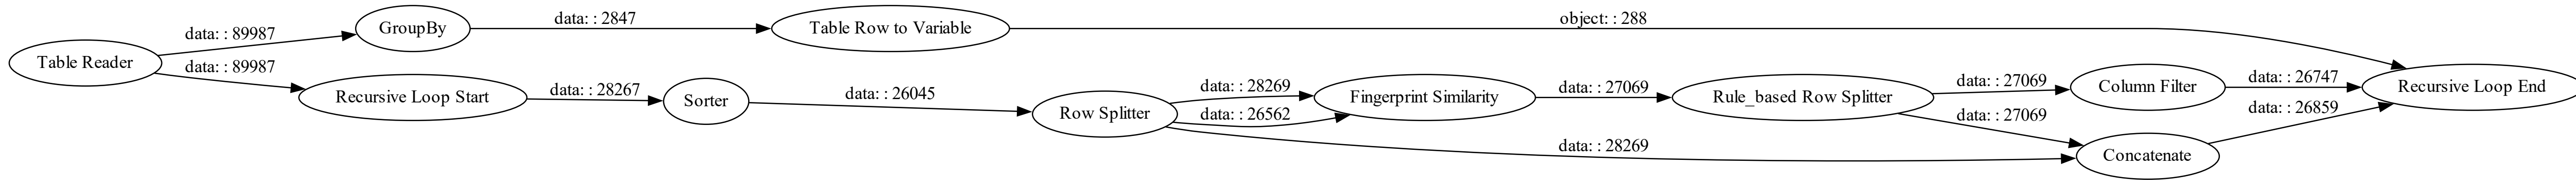 Table Reader
data: : 89987
data: : 89987
GroupBy
Recursive Loop Start
data: : 2847
data: : 28267
Table Row to Variable
Sorter
data: : 26045
Row Splitter
data: : 28269
data: : 26562
data: : 28269
Fingerprint Similarity
data: : 27069
Rule_based Row Splitter
object: : 288
data: : 27069
data: : 27069
Column Filter
Concatenate
data: : 26747
data: : 26859
Recursive Loop End